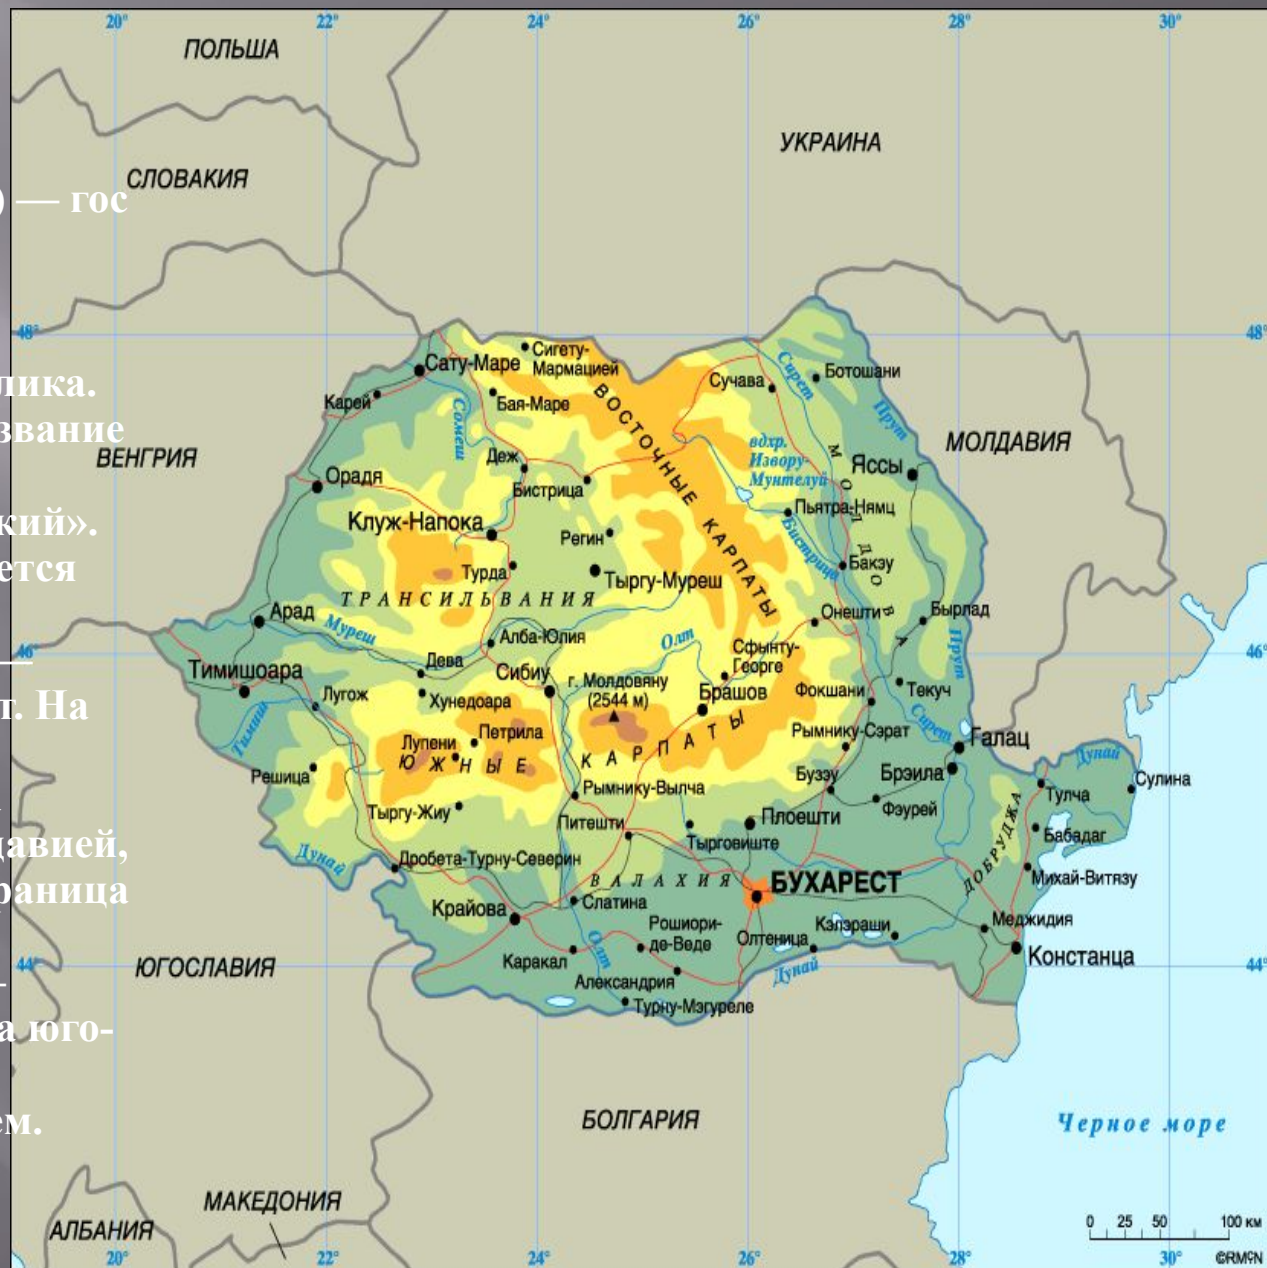 20° 22° 24° 26° 28° 30°
ПОЛЬША
УКРАИНА
СЛОВАКИЯ
) — гос
48° 48°
Сигету-
Мармацией
Сату-Маре
Сучава
Сирет
Ботошани
лика.
Карей
Бая-Маре
Сомеш
ВОСТОЧНЫЕ КАРПАТЫ
Прут
звание
ВЕНГРИЯ
МОЛДАВИЯ
вдхр.
Извору-
Мунтелуй
МОЛДОВА
Яссы
Деж
Орадя
Бистрица
Пьятра-Нямц
кий».
Клуж-Напока
Регин
Бистрица
ется
Турда
Тыргу-Муреш
Бакэу
ТРАНСИЛЬВАНИЯ
Арад
Муреш
Онешти
Бырлад
Алба-Юлия
Олт
Прут
46° 46°
—
Сфынту-
Георге
Тимишоара
Дева
Сибиу
г. Молдовяну
(2544 м)
Брашов
Фокшани
Текуч
Лугож
Хунедоара
т. На
Тимиш
Сирет
Петрила
Лупени
ЮЖНЫЕ КАРПАТЫ
Рымнику-Сэрат
Галац
Дунай
Решица
Рымнику-Вылча
Бузэу
Брэила
Сулина
Тулча
Тыргу-Жиу
Фэурей
Питешти
Плоешти
Тырговиште
Бабадаг
ДОБРУДЖА
давией,
Дунай
Дробета-Турну-Северин
Михай-Витязу
раница
ВАЛАХИЯ
БУХАРЕСТ
Слатина
Крайова
Рошиори-
де-Веде
Олтеница
Кэлэраши
Меджидия
Олт
Каракал
Констанца
ЮГОСЛАВИЯ
44° 44°
Дунай
–
Александрия
Турну-Мэгуреле
а юго-
БОЛГАРИЯ
Черное море
ем.
МАКЕДОНИЯ
АЛБАНИЯ
0 25 50 100 км
20° 22° 24° 26° 28° 30°